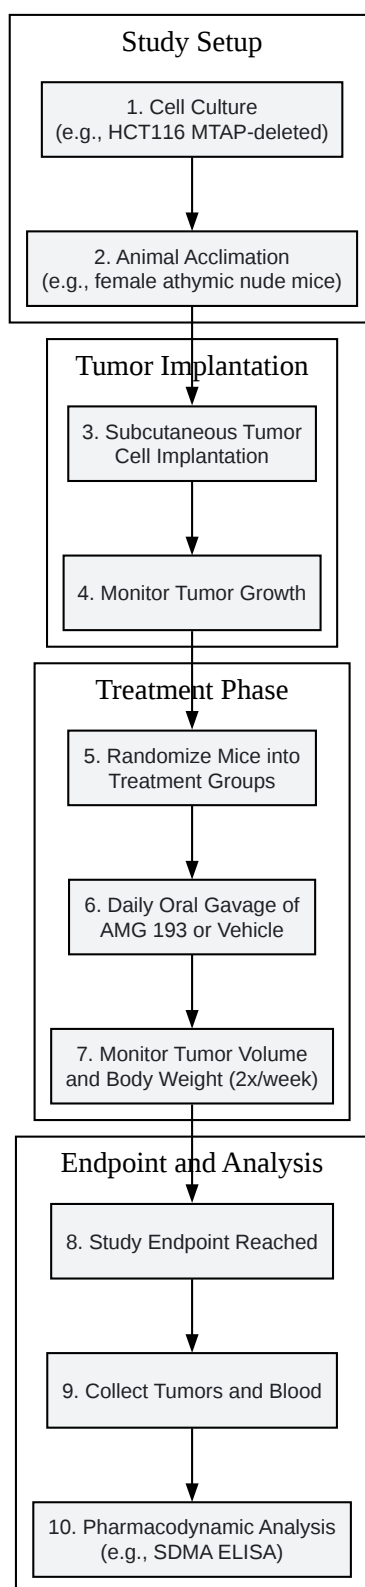 Study Setup
1. Cell Culture
(e.g., HCT116 MTAP-deleted)
2. Animal Acclimation
(e.g., female athymic nude mice)
Tumor Implantation
3. Subcutaneous Tumor
Cell Implantation
4. Monitor Tumor Growth
Treatment Phase
5. Randomize Mice into
Treatment Groups
6. Daily Oral Gavage of
AMG 193 or Vehicle
7. Monitor Tumor Volume
and Body Weight (2x/week)
Endpoint and Analysis
8. Study Endpoint Reached
9. Collect Tumors and Blood
10. Pharmacodynamic Analysis
(e.g., SDMA ELISA)